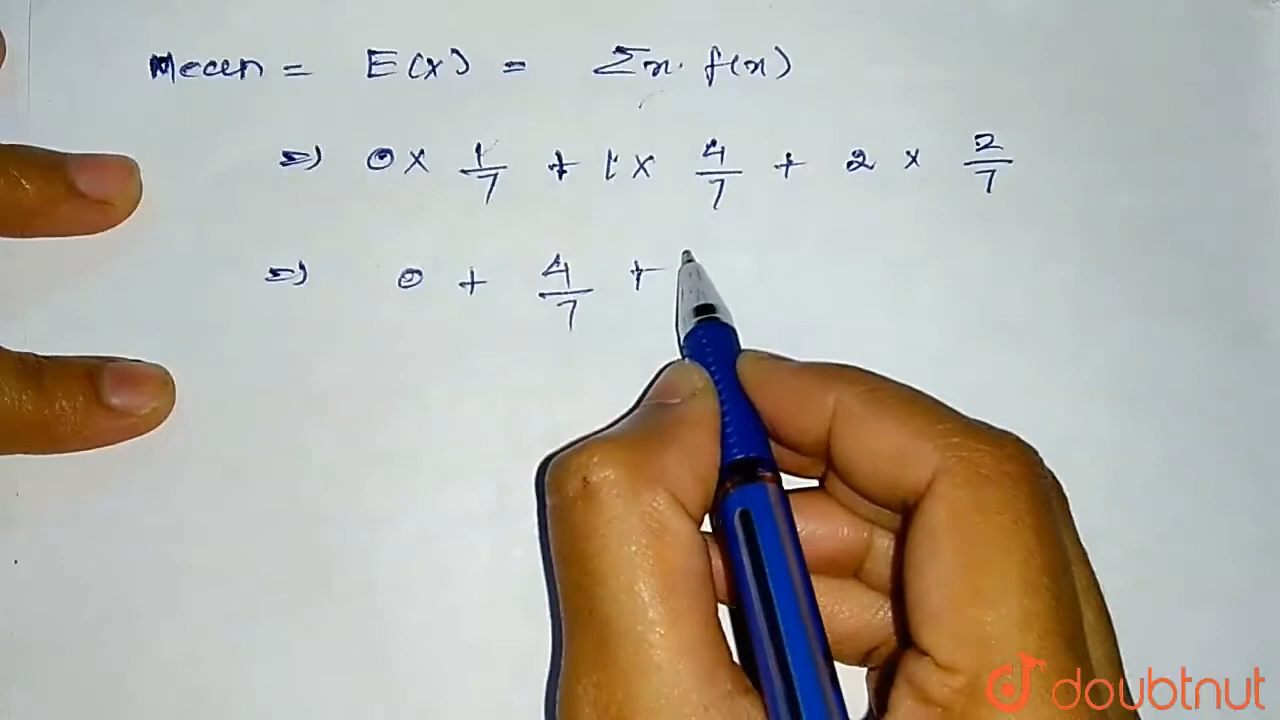 Mean = E(x) = Σx. f(x)
⇒ 0 × 1/7 + 1 × 4/7 + 2 × 2/7
⇒ 0 + 4/7 +
doubtnut